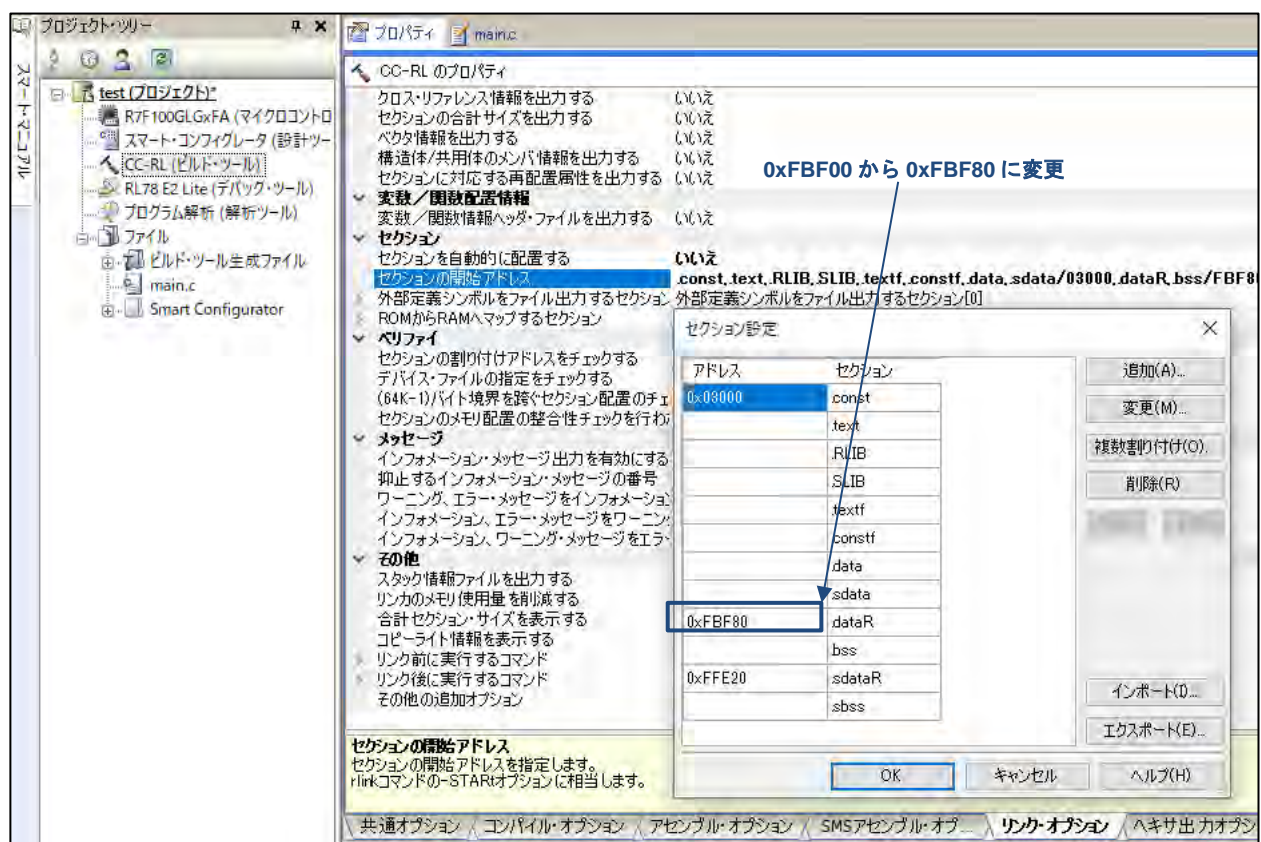 プロジェクト・ツリー
スマート・マニュアル
test (プロジェクト)*
R7F100GLGxFA (マイクロコントロ
スマート・コンフィグレータ (設計ツー
CC-RL (ビルド・ツール)
RL78 E2 Lite (デバッグ・ツール)
プログラム解析 (解析ツール)
ファイル
ビルド・ツール生成ファイル
main.c
Smart Configurator
プロパティ
main.c
CC-RL のプロパティ
クロス・リファレンス情報を出力する いいえ
セクションの合計サイズを出力する いいえ
ベクタ情報を出力する いいえ
構造体/共用体のメンバ情報を出力する いいえ
セクションに対応する再配置属性を出力する いいえ
変数／関数配置情報
変数／関数情報ヘッダ・ファイルを出力する いいえ
セクション
セクションを自動的に配置する いいえ
セクションの開始アドレス .const,.text,.RLIB,.SLIB,.textf,.constf,.data,.sdata/03000,.dataR,.bss/FBF8
外部定義シンボルをファイル出力するセクション 外部定義シンボルをファイル出力するセクション[0]
ROMからRAMへマップするセクション
ベリファイ
セクションの割り付けアドレスをチェックする
デバイス・ファイルの指定をチェックする
(64K-1)バイト境界を跨ぐセクション配置のチェ
セクションのメモリ配置の整合性チェックを行わ
メッセージ
インフォメーション・メッセージ出力を有効にする
抑止するインフォメーション・メッセージの番号
ワーニング、エラー・メッセージをインフォメーショ
インフォメーション、エラー・メッセージをワーニン
インフォメーション、ワーニング・メッセージをエラ
その他
スタック情報ファイルを出力する
リンカのメモリ使用量を削減する
合計セクション・サイズを表示する
コピーライト情報を表示する
リンク前に実行するコマンド
リンク後に実行するコマンド
その他の追加オプション
0xFBF00 から 0xFBF80 に変更
セクション設定
アドレス セクション
0x03000 .const
.text
.RLIB
.SLIB
.textf
.constf
.data
.sdata
0xFBF80 .dataR
.bss
0xFFE20 .sdataR
.sbss
追加(A)...
変更(M)...
複数割り付け(O)...
削除(R)
インポート(I)...
エクスポート(E)...
OK キャンセル ヘルプ(H)
セクションの開始アドレス
セクションの開始アドレスを指定します。
rlinkコマンドの-STARtオプションに相当します。
共通オプション コンパイル・オプション アセンブル・オプション SMSアセンブル・オプ... リンク・オプション ヘキサ出力オプシ